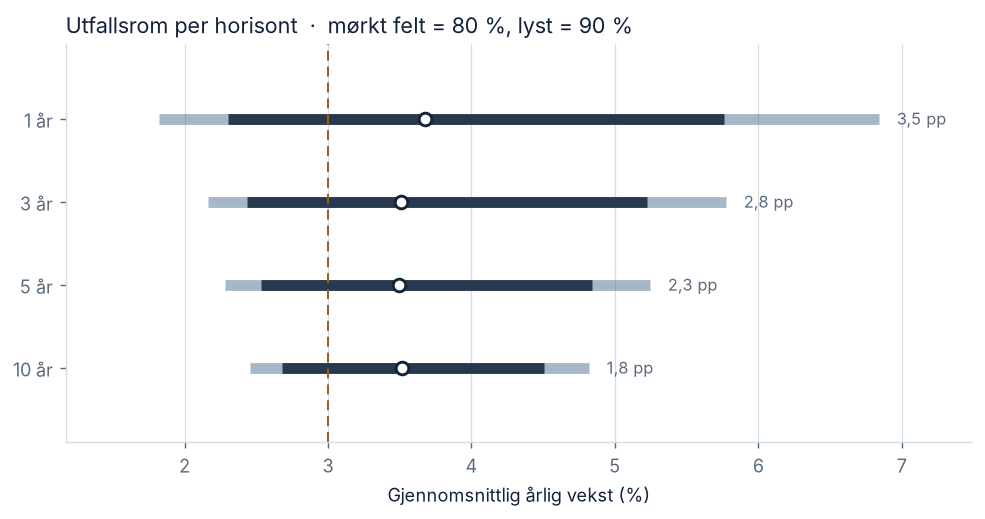 Utfallsrom per horisont · mørkt felt = 80 %, lyst = 90 %
1 år
3,5 pp
3 år
2,8 pp
5 år
2,3 pp
10 år
1,8 pp
2 3 4 5 6 7
Gjennomsnittlig årlig vekst (%)